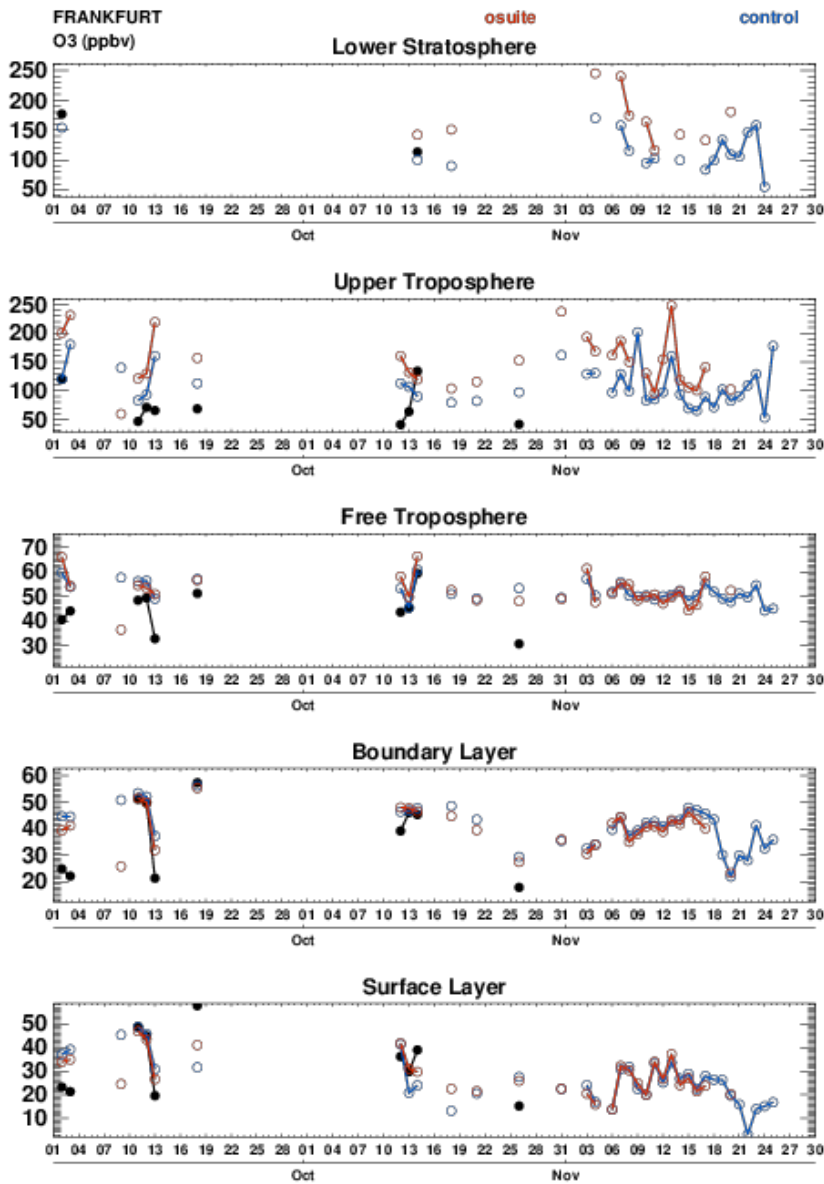 FRANKFURT osuite control
O3 (ppbv)
Lower Stratosphere
250
200
150
100
50
01 04 07 10 13 16 19 22 25 28 01 04 07 10 13 16 19 22 25 28 31 03 06 09 12 15 18 21 24 27 30
Oct Nov
Upper Troposphere
250
200
150
100
50
01 04 07 10 13 16 19 22 25 28 01 04 07 10 13 16 19 22 25 28 31 03 06 09 12 15 18 21 24 27 30
Oct Nov
Free Troposphere
70
60
50
40
30
01 04 07 10 13 16 19 22 25 28 01 04 07 10 13 16 19 22 25 28 31 03 06 09 12 15 18 21 24 27 30
Oct Nov
Boundary Layer
60
50
40
30
20
01 04 07 10 13 16 19 22 25 28 01 04 07 10 13 16 19 22 25 28 31 03 06 09 12 15 18 21 24 27 30
Oct Nov
Surface Layer
50
40
30
20
10
01 04 07 10 13 16 19 22 25 28 01 04 07 10 13 16 19 22 25 28 31 03 06 09 12 15 18 21 24 27 30
Oct Nov